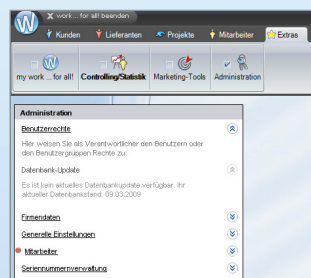 work ... for all! beenden
Kunden Lieferanten Projekte Mitarbeiter Extras
my work ... for all! Controlling/Statistik Marketing-Tools Administration
Administration
Benutzerrechte
Hier weisen Sie als Verantwortlicher den Benutzern oder
den Benutzergruppen Rechte zu.
Datenbank-Update
Es ist kein aktuelles Datenbankupdate verfügbar. Ihr
aktueller Datenbankstand: 09.03.2009
Firmendaten
Generelle Einstellungen
Mitarbeiter
Seriennummernverwaltung